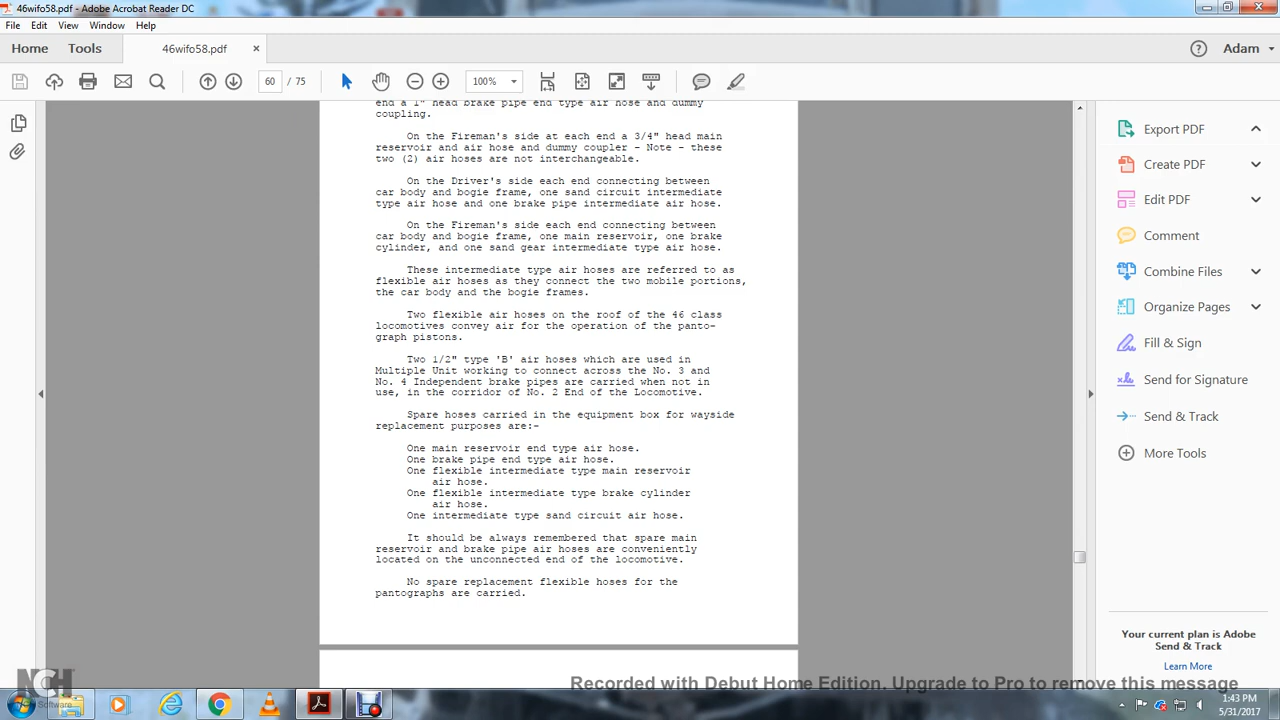 46wifo58.pdf - Adobe Acrobat Reader DC
File Edit View Window Help
Home Tools 46wifo58.pdf × Adam
60 / 75 100%
end a 1" head brake pipe end type air hose and dummy
coupling.
On the Fireman's side at each end a 3/4" head main
reservoir and air hose and dummy coupler - Note - these
two (2) air hoses are not interchangeable.
On the Driver's side each end connecting between
car body and bogie frame, one sand circuit intermediate
type air hose and one brake pipe intermediate air hose.
On the Fireman's side each end connecting between
car body and bogie frame, one main reservoir, one brake
cylinder, and one sand gear intermediate type air hose.
These intermediate type air hoses are referred to as
flexible air hoses as they connect the two mobile portions,
the car body and the bogie frames.
Two flexible air hoses on the roof of the 46 class
locomotives convey air for the operation of the panto-
graph pistons.
Two 1/2" type 'B' air hoses which are used in
Multiple Unit working to connect across the No. 3 and
No. 4 Independent brake pipes are carried when not in
use, in the corridor of No. 2 End of the Locomotive.
Spare hoses carried in the equipment box for wayside
replacement purposes are:-
One main reservoir end type air hose.
One brake pipe end type air hose.
One flexible intermediate type main reservoir
air hose.
One flexible intermediate type brake cylinder
air hose.
One intermediate type sand circuit air hose.
It should be always remembered that spare main
reservoir and brake pipe air hoses are conveniently
located on the unconnected end of the locomotive.
No spare replacement flexible hoses for the
pantographs are carried.
Export PDF
Create PDF
Edit PDF
Comment
Combine Files
Organize Pages
Fill & Sign
Send for Signature
Send & Track
More Tools
Your current plan is Adobe
Send & Track
Learn More
NCH
Software
Recorded with Debut Home Edition. Upgrade to Pro to remove this message
1:43 PM
5/31/2017